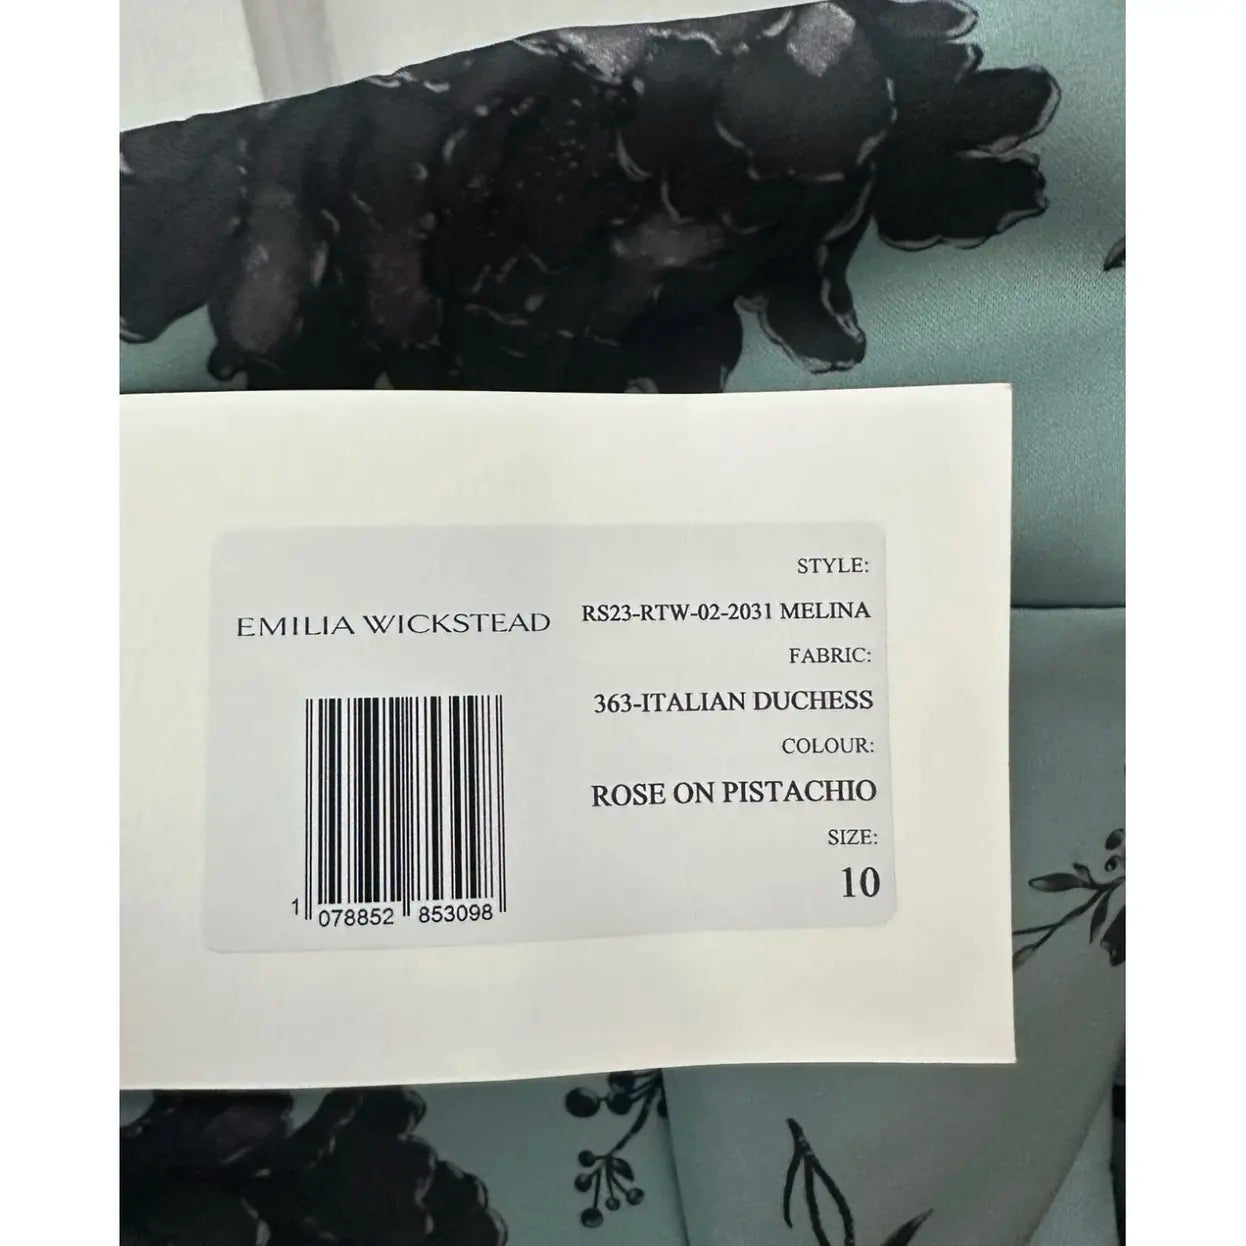 EMILIA WICKSTEAD
1 078852 853098
STYLE:
RS23-RTW-02-2031 MELINA
FABRIC:
363-ITALIAN DUCHESS
COLOUR:
ROSE ON PISTACHIO
SIZE:
10